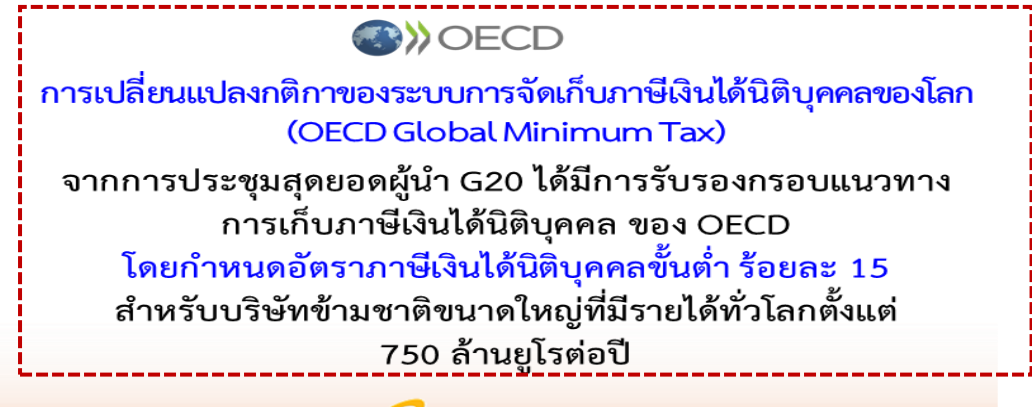 OECD
การเปลี่ยนแปลงกติกาของระบบการจัดเก็บภาษีเงินได้นิติบุคคลของโลก
(OECD Global Minimum Tax)
จากการประชุมสุดยอดผู้นำ G20 ได้มีการรับรองกรอบแนวทาง
การเก็บภาษีเงินได้นิติบุคคล ของ OECD
โดยกำหนดอัตราภาษีเงินได้นิติบุคคลขั้นต่ำ ร้อยละ 15
สำหรับบริษัทข้ามชาติขนาดใหญ่ที่มีรายได้ทั่วโลกตั้งแต่
750 ล้านยูโรต่อปี